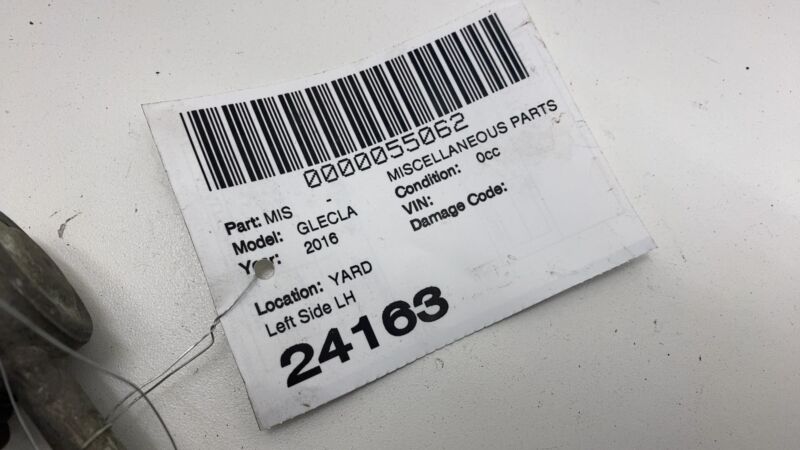 0000055062
Part: MIS - MISCELLANEOUS PARTS
Model: GLECLA Condition: 0cc
Year: 2016 VIN:
Damage Code:
Location: YARD
Left Side LH
24163